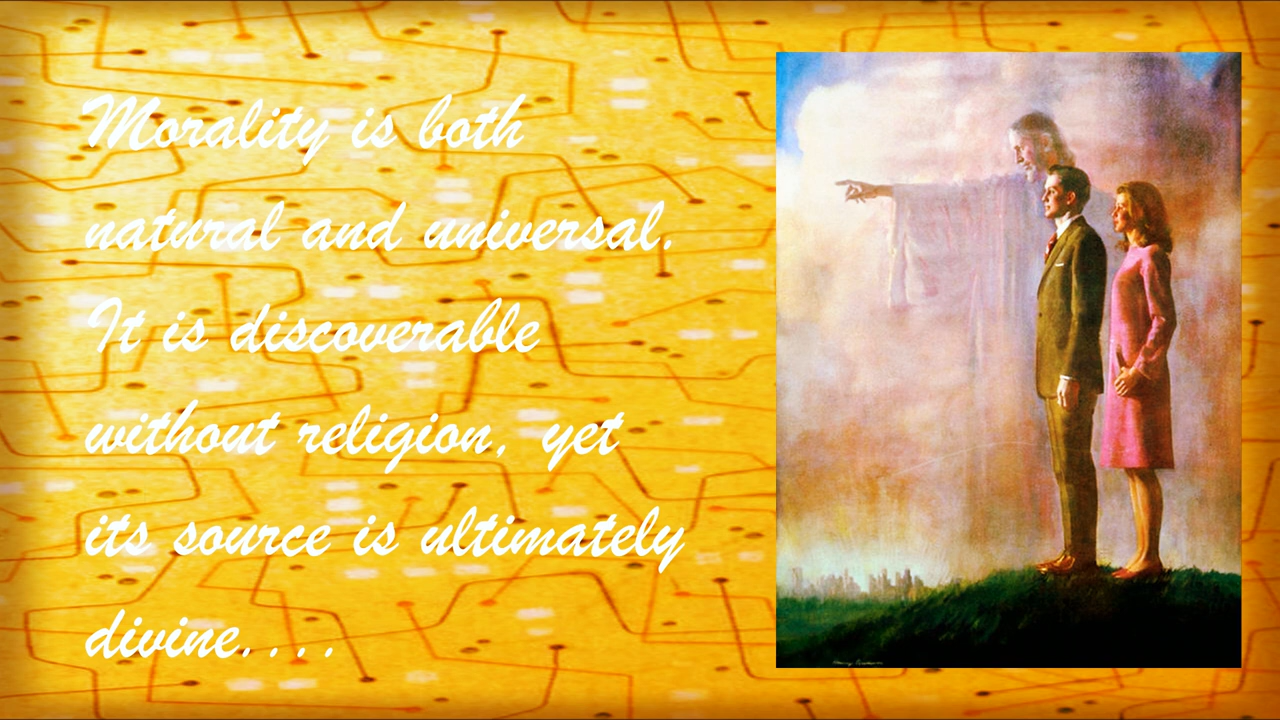 Morality is both
natural and universal.
It is discoverable
without religion, yet
its source is ultimately
divine....